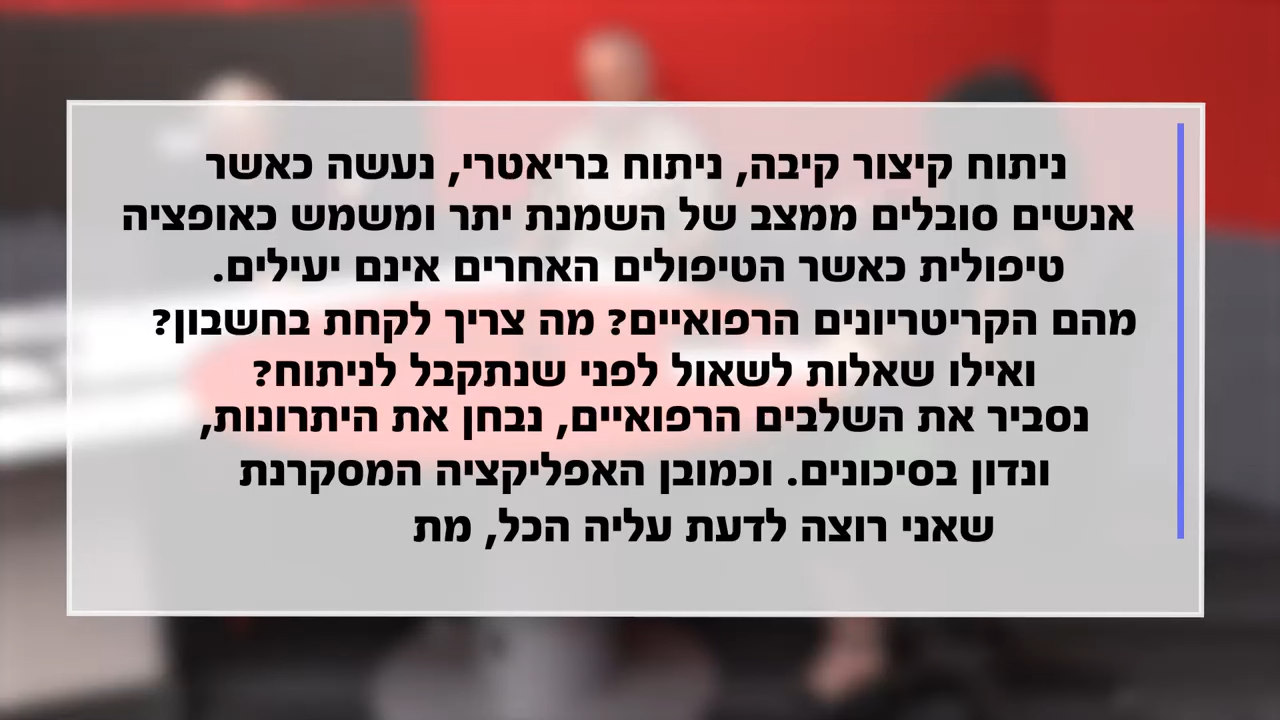 ניתוח קיצור קיבה, ניתוח בריאטרי, נעשה כאשר
אנשים סובלים ממצב של השמנת יתר ומשמש כאופציה
טיפולית כאשר הטיפולים האחרים אינם יעילים.
מהם הקריטריונים הרפואיים? מה צריך לקחת בחשבון?
ואילו שאלות לשאול לפני שנתקבל לניתוח?
נסביר את השלבים הרפואיים, נבחן את היתרונות,
ונדון בסיכונים. וכמובן האפליקציה המסקרנת
שאני רוצה לדעת עליה הכל, מת